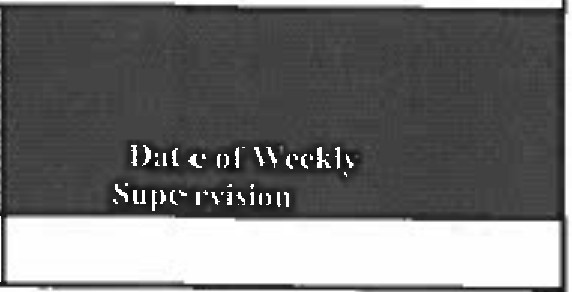 Date of Weekly
Supervision